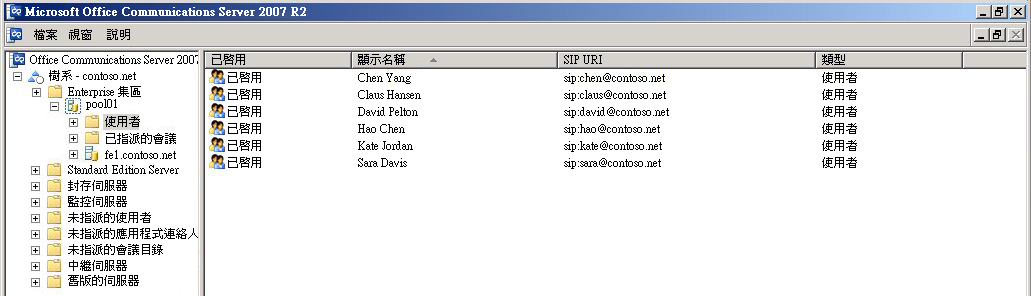 Microsoft Office Communications Server 2007 R2
檔案 視窗 說明
Office Communications Server 2007
樹系 - contoso.net
Enterprise 集區
pool01
使用者
已指派的會議
fe1.contoso.net
Standard Edition Server
封存伺服器
監控伺服器
未指派的使用者
未指派的應用程式連絡人
未指派的會議目錄
中繼伺服器
舊版的伺服器
已啓用 顯示名稱 SIP URI 類型
已啓用 Chen Yang sip:chen@contoso.net 使用者
已啓用 Claus Hansen sip:claus@contoso.net 使用者
已啓用 David Pelton sip:david@contoso.net 使用者
已啓用 Hao Chen sip:hao@contoso.net 使用者
已啓用 Kate Jordan sip:kate@contoso.net 使用者
已啓用 Sara Davis sip:sara@contoso.net 使用者